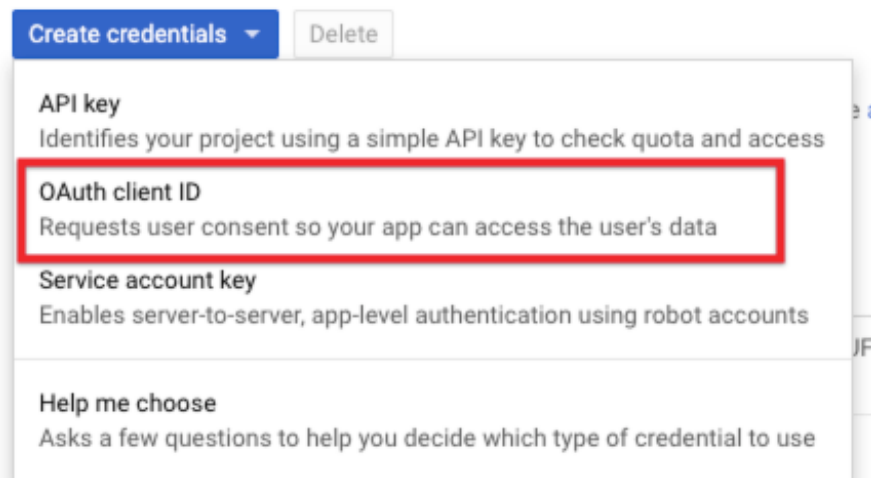 Create credentials
Delete
API key
Identifies your project using a simple API key to check quota and access
OAuth client ID
Requests user consent so your app can access the user's data
Service account key
Enables server-to-server, app-level authentication using robot accounts
Help me choose
Asks a few questions to help you decide which type of credential to use